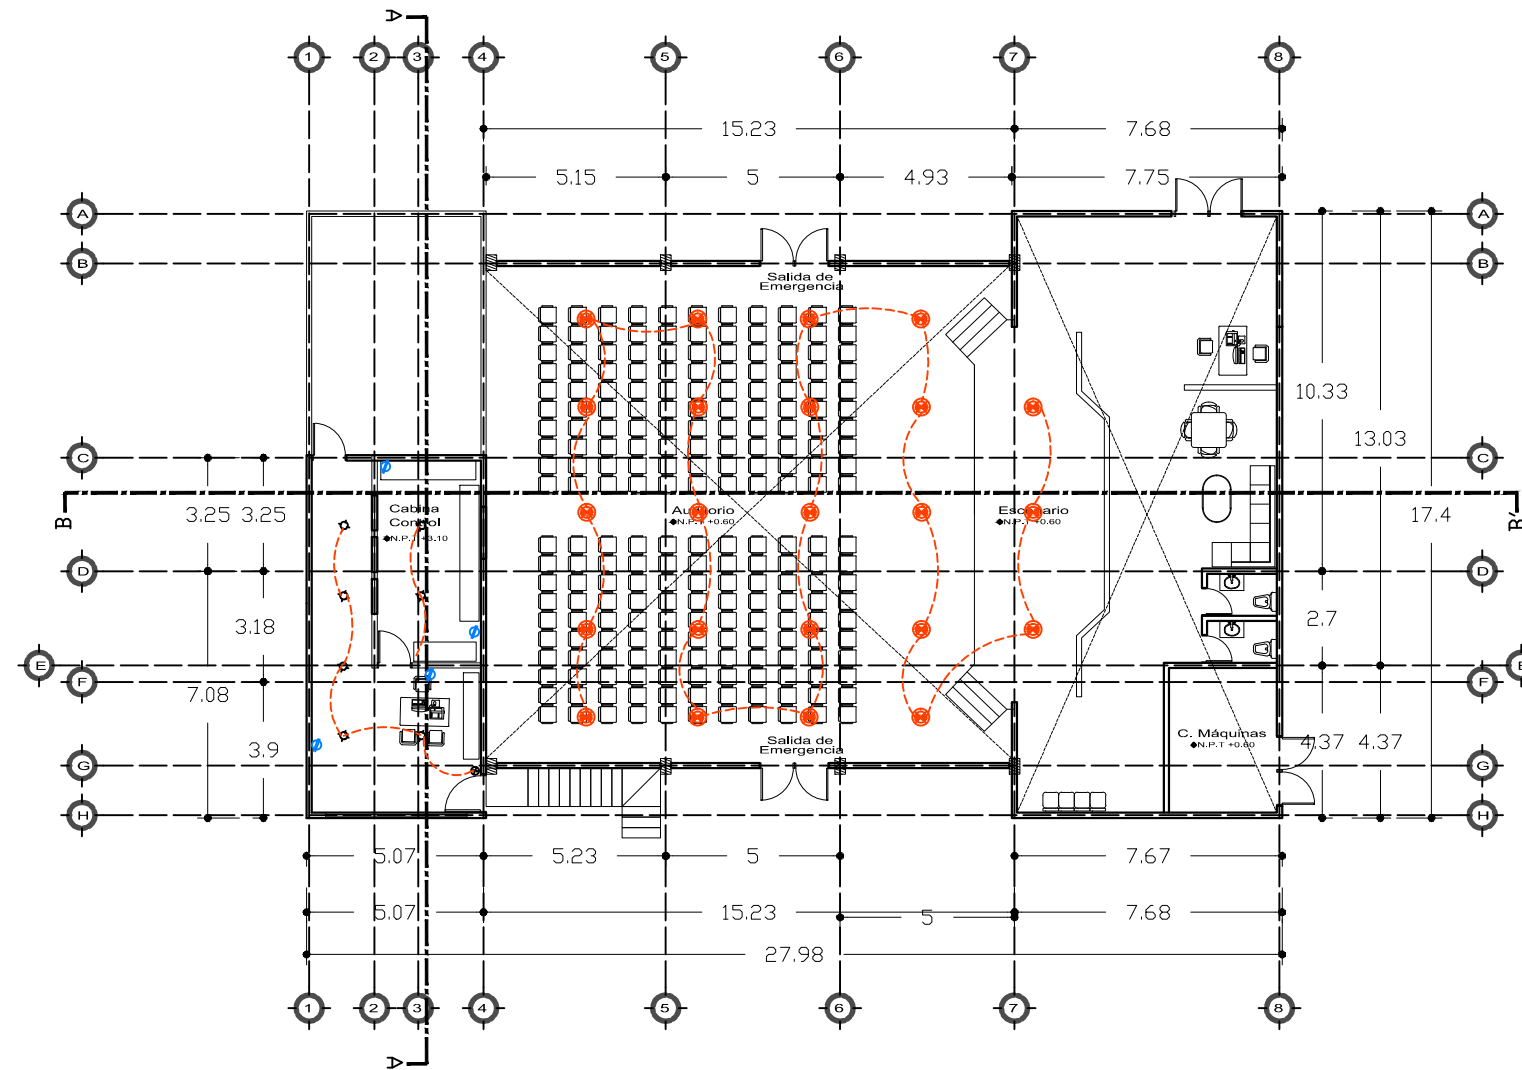 A
1 2 3 4 5 6 7 8
15.23 7.68
5.15 5 4.93 7.75
A A
B B
Salida de
Emergencia
10.33
13.03
C C
Cabina
Control
N.P.T +3.10
Auditorio
N.P.T +0.60
Escenario
N.P.T +0.60
3.25 3.25
17.4
B B'
D D
3.18
2.7
E E
F F
7.08
3.9
Salida de
Emergencia
C. Máquinas
N.P.T +0.60
4.37 4.37
G G
H H
5.07 5.23 5 7.67
5.07 15.23 5 7.68
27.98
1 2 3 4 5 6 7 8
A